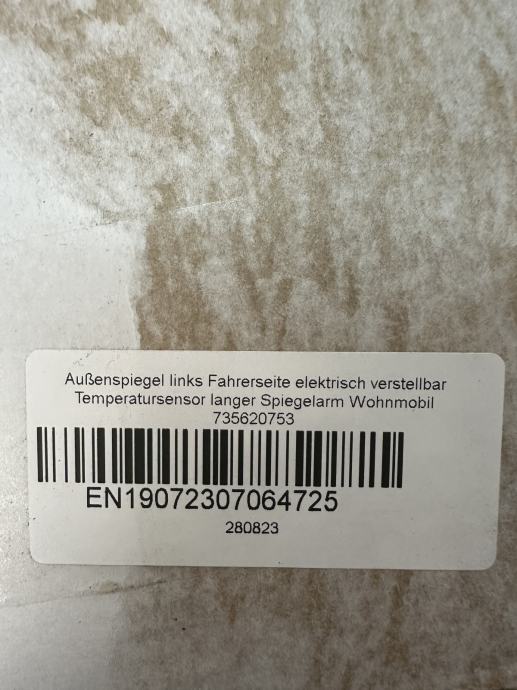 Außenspiegel links Fahrerseite elektrisch verstellbar
Temperatursensor langer Spiegelarm Wohnmobil
735620753
EN19072307064725
280823